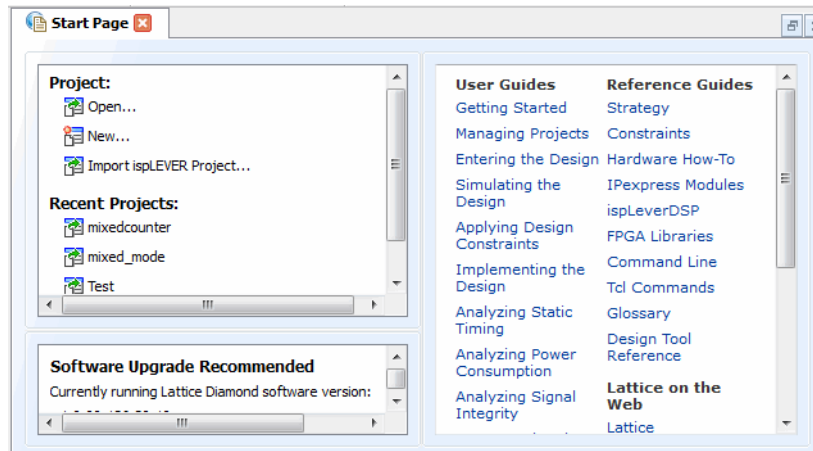 Start Page
Project:
Open...
New...
Import ispLEVER Project...
Recent Projects:
mixedcounter
mixed_mode
Test
Software Upgrade Recommended
Currently running Lattice Diamond software version:
User Guides
Getting Started
Managing Projects
Entering the Design
Simulating the
Design
Applying Design
Constraints
Implementing the
Design
Analyzing Static
Timing
Analyzing Power
Consumption
Analyzing Signal
Integrity
Reference Guides
Strategy
Constraints
Hardware How-To
IPexpress Modules
ispLeverDSP
FPGA Libraries
Command Line
Tcl Commands
Glossary
Design Tool
Reference
Lattice on the
Web
Lattice